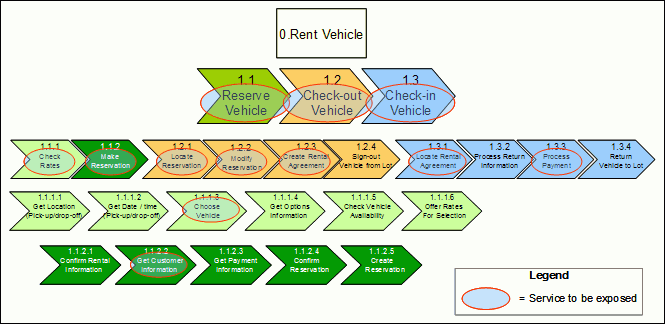 0.Rent Vehicle
1.1
Reserve
Vehicle
1.2
Check-out
Vehicle
1.3
Check-in
Vehicle
1.1.1
Check
Rates
1.1.2
Make
Reservation
1.2.1
Locate
Reservation
1.2.2
Modify
Reservation
1.2.3
Create Rental
Agreement
1.2.4
Sign-out
Vehicle from Lot
1.3.1
Locate Rental
Agreement
1.3.2
Process Return
Information
1.3.3
Process
Payment
1.3.4
Return
Vehicle to Lot
1.1.1.1
Get Location
(Pick-up/drop-off)
1.1.1.2
Get Date / time
(Pick-up/drop-off)
1.1.1.3
Choose
Vehicle
1.1.1.4
Get Options
Information
1.1.1.5
Check Vehicle
Availability
1.1.1.6
Offer Rates
For Selection
1.1.2.1
Confirm Rental
Information
1.1.2.2
Get Customer
Information
1.1.2.3
Get Payment
Information
1.1.2.4
Confirm
Reservation
1.1.2.5
Create
Reservation
Legend
= Service to be exposed